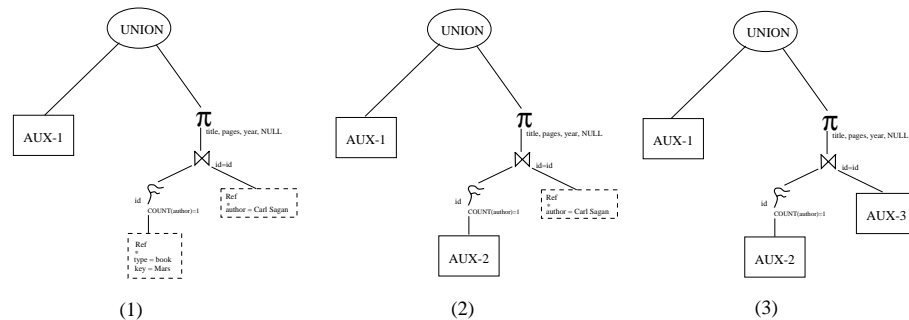 UNION
AUX-1
π
title, pages, year, NULL
id=id
id
COUNT(author)=1
Ref
*
author = Carl Sagan
Ref
*
type = book
key = Mars
(1)
UNION
AUX-1
π
title, pages, year, NULL
id=id
id
COUNT(author)=1
Ref
*
author = Carl Sagan
AUX-2
(2)
UNION
AUX-1
π
title, pages, year, NULL
id=id
id
COUNT(author)=1
AUX-3
AUX-2
(3)